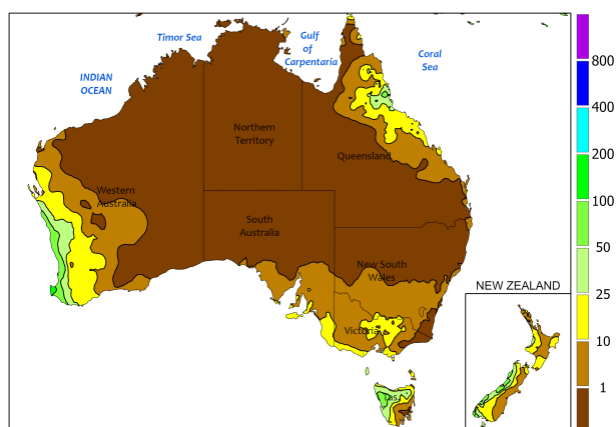 Timor Sea
Gulf
of
Carpentaria
Coral
Sea
INDIAN
OCEAN
Northern
Territory
Queensland
Western
Australia
South
Australia
New South
Wales
Victoria
Tas
NEW ZEALAND
800
400
200
100
50
25
10
1